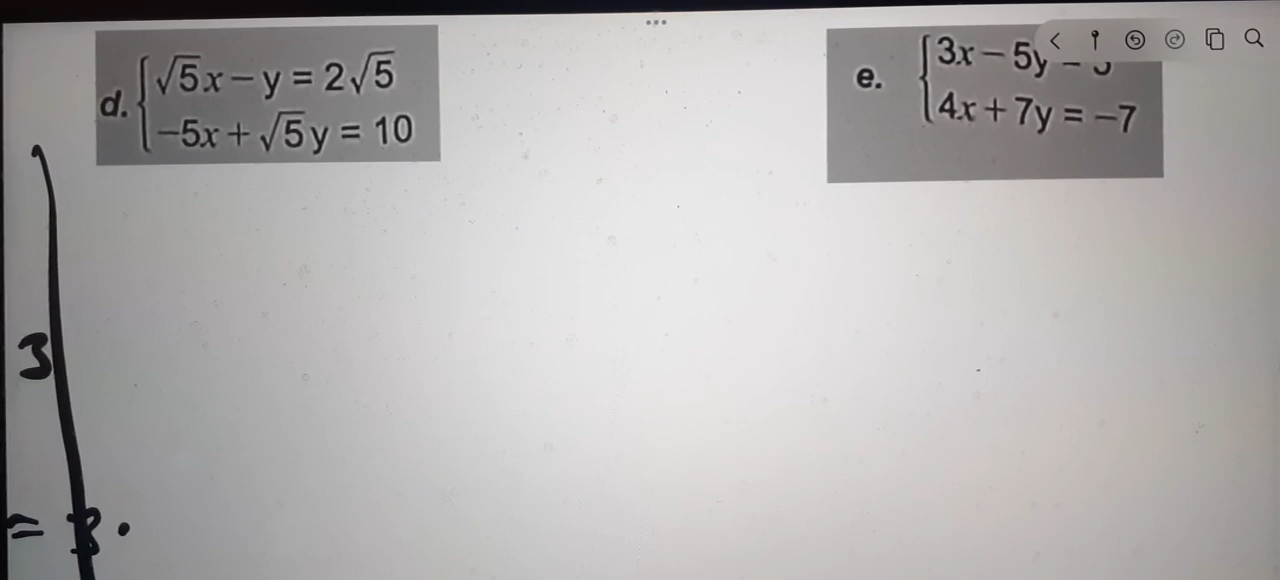 d. √5x – y = 2√5
–5x + √5y = 10
e. 3x – 5y
4x + 7y = –7
3
=